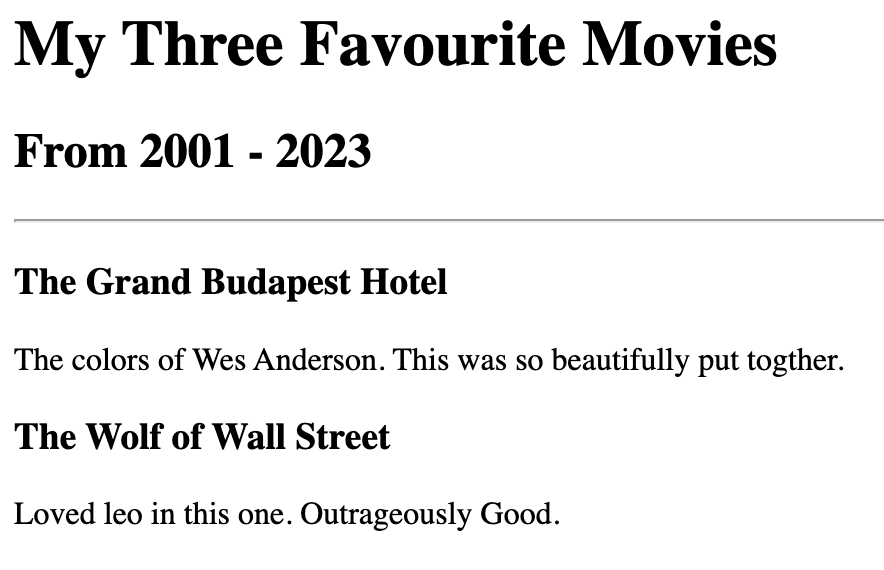 My Three Favourite Movies
From 2001 - 2023
The Grand Budapest Hotel
The colors of Wes Anderson. This was so beautifully put togther.
The Wolf of Wall Street
Loved leo in this one. Outrageously Good.